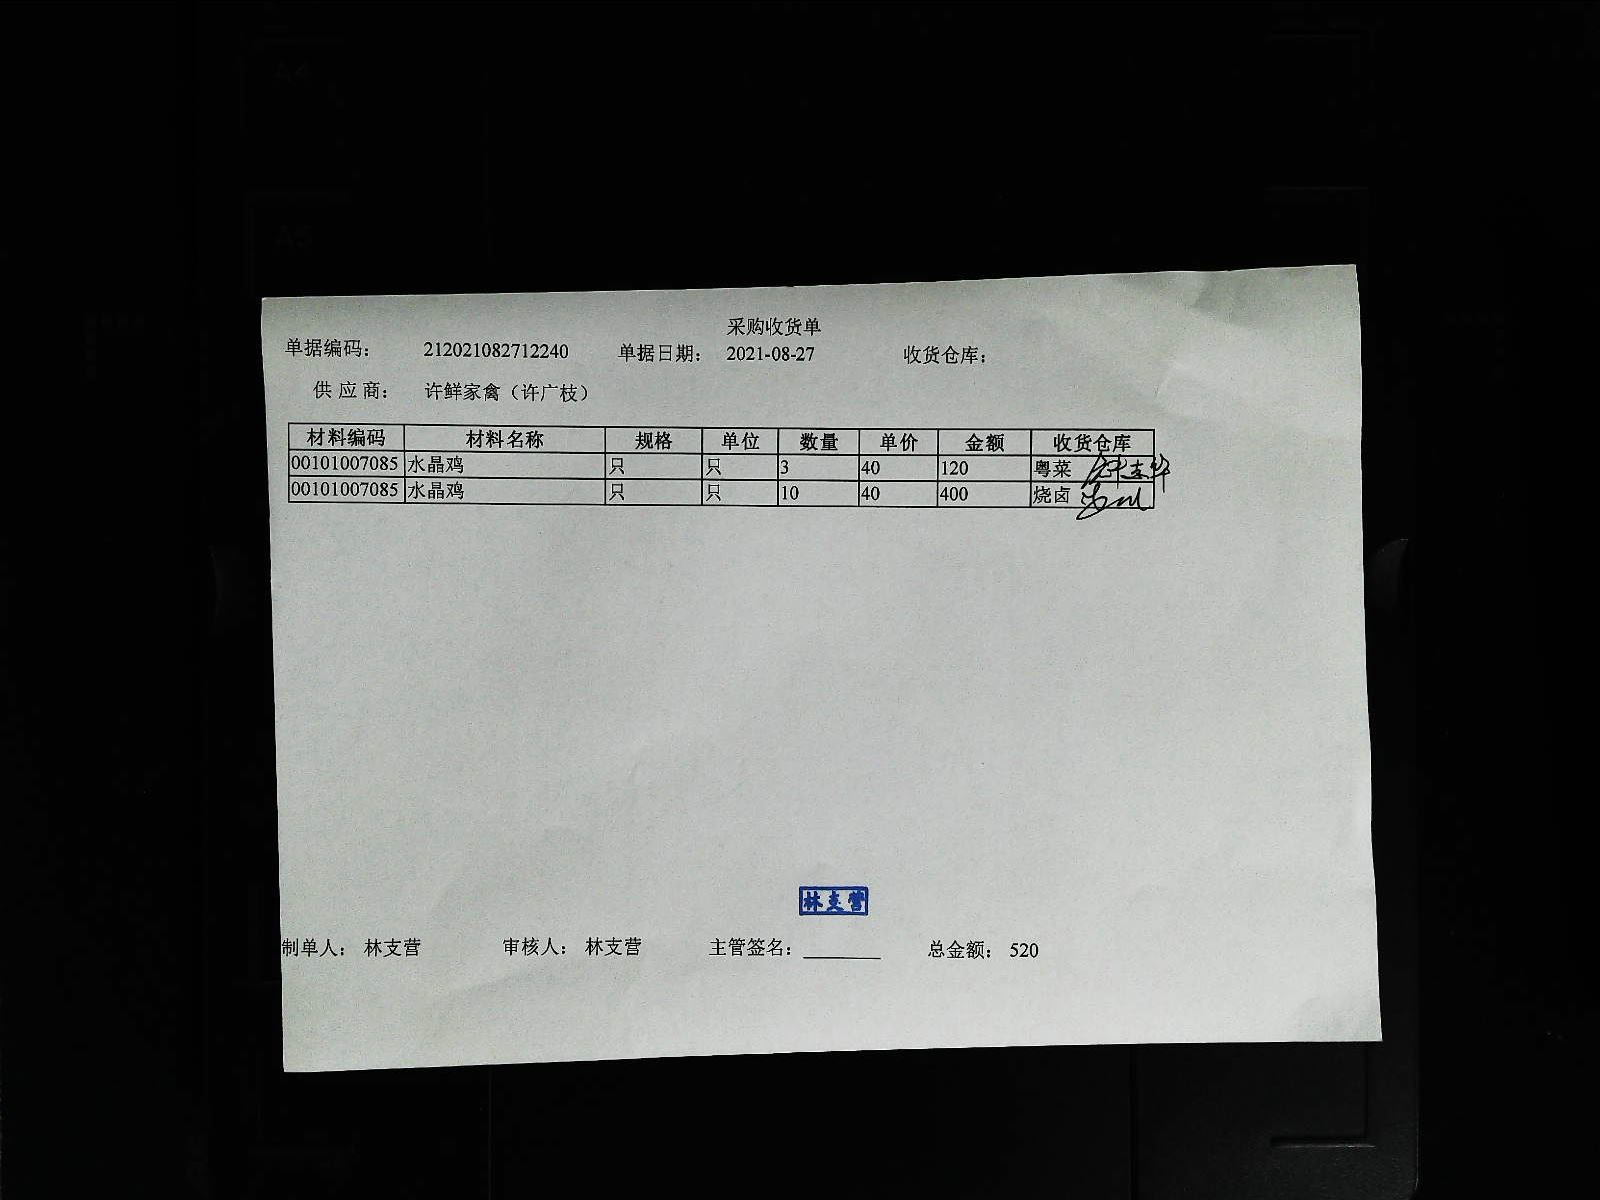 A4
A5
采购收货单
单据编码： 212021082712240 单据日期： 2021-08-27 收货仓库：
供应商： 许鲜家禽（许广枝）
材料编码 材料名称 规格 单位 数量 单价 金额 收货仓库
00101007085 水晶鸡 只 只 3 40 120 粤菜
00101007085 水晶鸡 只 只 10 40 400 烧卤
林支营
制单人： 林支营 审核人： 林支营 主管签名： 总金额： 520